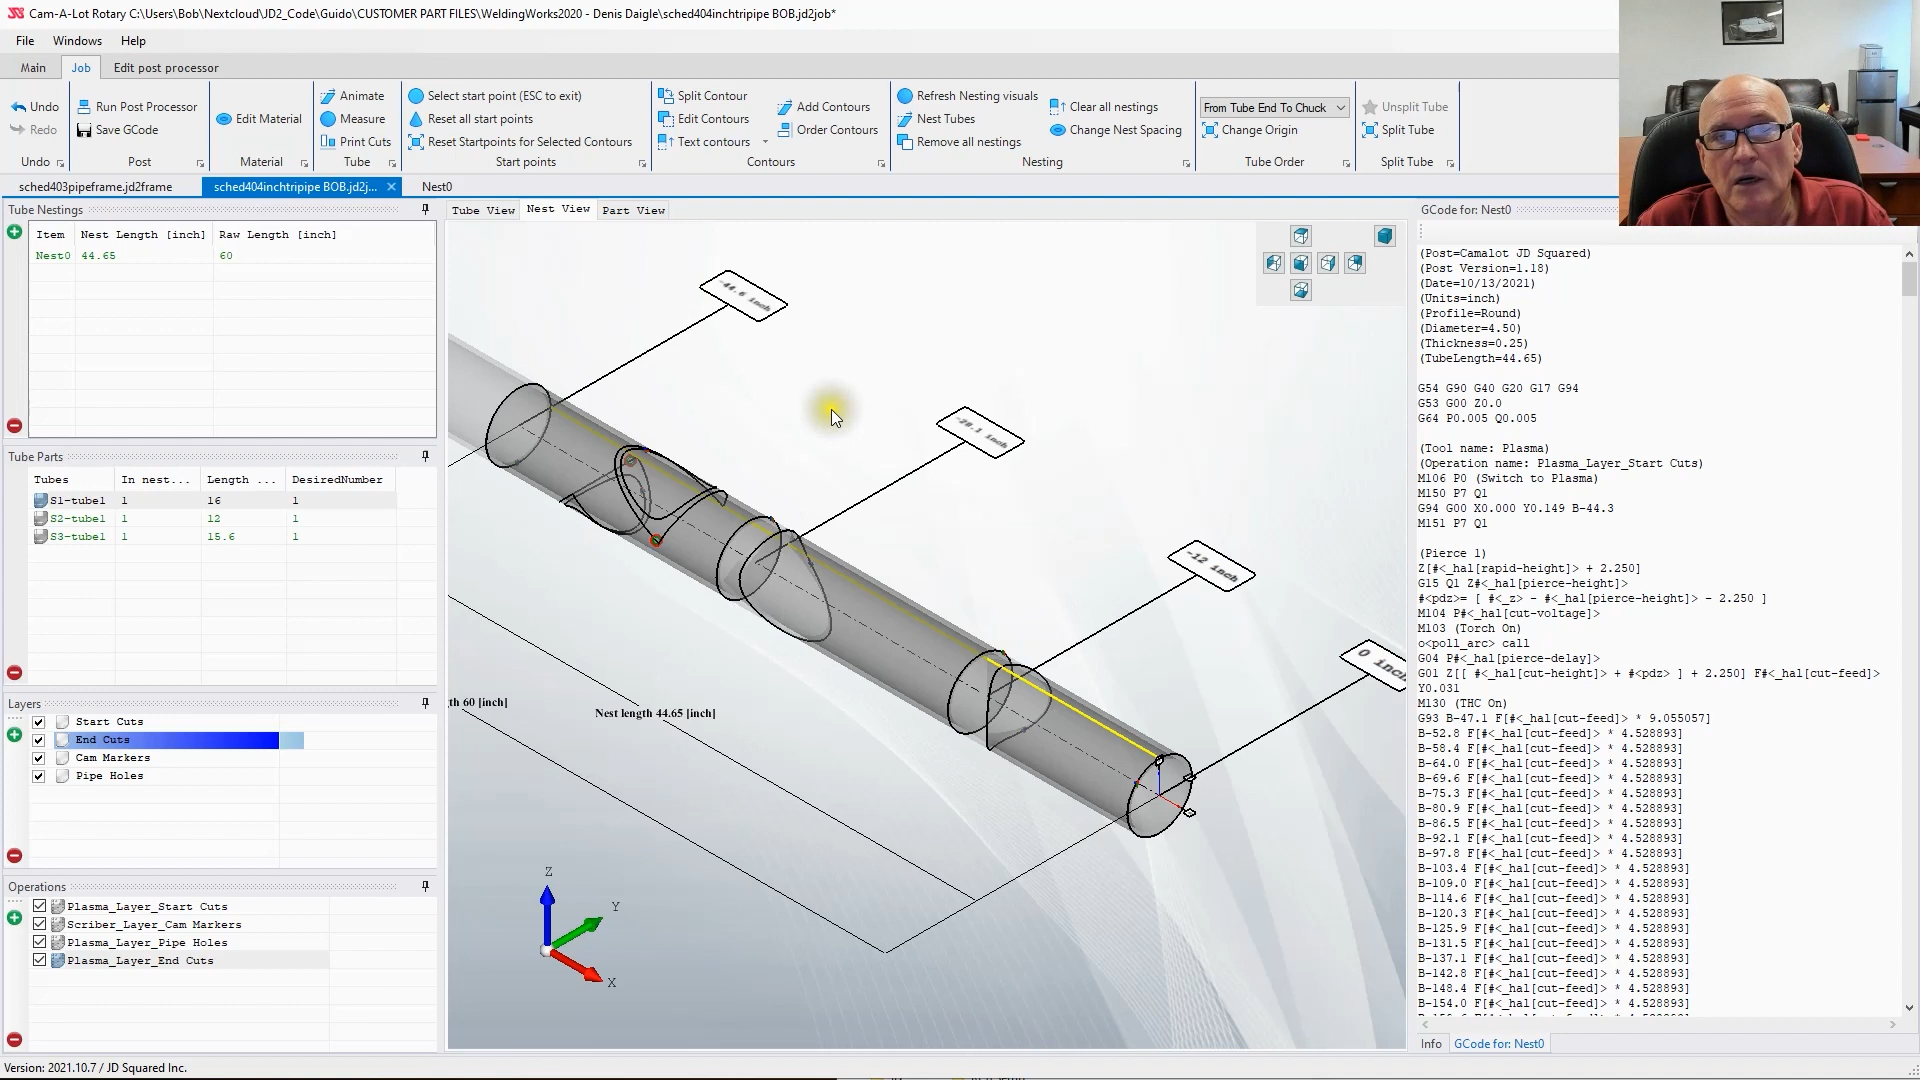 Cam-A-Lot Rotary C:\Users\Bob\Nextcloud\JD2_Code\Guido\CUSTOMER PART FILES\WeldingWorks2020 - Denis Daigle\sched404inchtripipe BOB.jd2job*
File Windows Help
Main Job Edit post processor
Undo
Redo
Undo
Run Post Processor
Save GCode
Post
Edit Material
Material
Animate
Measure
Print Cuts
Tube
Select start point (ESC to exit)
Reset all start points
Reset Startpoints for Selected Contours
Start points
Split Contour
Edit Contours
Text contours
Add Contours
Order Contours
Contours
Refresh Nesting visuals
Nest Tubes
Remove all nestings
Clear all nestings
Change Nest Spacing
Nesting
From Tube End To Chuck
Change Origin
Tube Order
Unsplit Tube
Split Tube
Split Tube
sched403pipeframe.jd2frame sched404inchtripipe BOB.jd2j... Nest0
Tube Nestings
Item Nest Length [inch] Raw Length [inch]
Nest0 44.65 60
Tube Parts
Tubes In nest... Length ... DesiredNumber
S1-tube1 1 16 1
S2-tube1 1 12 1
S3-tube1 1 15.6 1
Layers
Start Cuts
End Cuts
Cam Markers
Pipe Holes
Operations
Plasma_Layer_Start Cuts
Scriber_Layer_Cam Markers
Plasma_Layer_Pipe Holes
Plasma_Layer_End Cuts
Tube View Nest View Part View
-44.6 inch
-28.1 inch
-12 inch
0 inch
th 60 [inch]
Nest length 44.65 [inch]
Z
Y
X
GCode for: Nest0
(Post=Camalot JD Squared)
(Post Version=1.18)
(Date=10/13/2021)
(Units=inch)
(Profile=Round)
(Diameter=4.50)
(Thickness=0.25)
(TubeLength=44.65)
G54 G90 G40 G20 G17 G94
G53 G00 Z0.0
G64 P0.005 Q0.005
(Tool name: Plasma)
(Operation name: Plasma_Layer_Start Cuts)
M106 P0 (Switch to Plasma)
M150 P7 Q1
G94 G00 X0.000 Y0.149 B-44.3
M151 P7 Q1
(Pierce 1)
Z[#<_hal[rapid-height]> + 2.250]
G15 Q1 Z#<_hal[pierce-height]>
#<pdz>= [ #<_z> - #<_hal[pierce-height]> - 2.250 ]
M104 P#<_hal[cut-voltage]>
M103 (Torch On)
o<poll_arc> call
G04 P#<_hal[pierce-delay]>
G01 Z[[ #<_hal[cut-height]> + #<pdz> ] + 2.250] F#<_hal[cut-feed]>
Y0.031
M130 (THC On)
G93 B-47.1 F[#<_hal[cut-feed]> * 9.055057]
B-52.8 F[#<_hal[cut-feed]> * 4.528893]
B-58.4 F[#<_hal[cut-feed]> * 4.528893]
B-64.0 F[#<_hal[cut-feed]> * 4.528893]
B-69.6 F[#<_hal[cut-feed]> * 4.528893]
B-75.3 F[#<_hal[cut-feed]> * 4.528893]
B-80.9 F[#<_hal[cut-feed]> * 4.528893]
B-86.5 F[#<_hal[cut-feed]> * 4.528893]
B-92.1 F[#<_hal[cut-feed]> * 4.528893]
B-97.8 F[#<_hal[cut-feed]> * 4.528893]
B-103.4 F[#<_hal[cut-feed]> * 4.528893]
B-109.0 F[#<_hal[cut-feed]> * 4.528893]
B-114.6 F[#<_hal[cut-feed]> * 4.528893]
B-120.3 F[#<_hal[cut-feed]> * 4.528893]
B-125.9 F[#<_hal[cut-feed]> * 4.528893]
B-131.5 F[#<_hal[cut-feed]> * 4.528893]
B-137.1 F[#<_hal[cut-feed]> * 4.528893]
B-142.8 F[#<_hal[cut-feed]> * 4.528893]
B-148.4 F[#<_hal[cut-feed]> * 4.528893]
B-154.0 F[#<_hal[cut-feed]> * 4.528893]
Info GCode for: Nest0
Version: 2021.10.7 / JD Squared Inc.